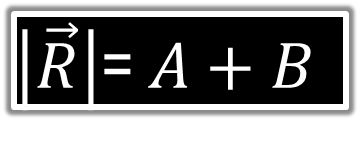 |R⃗| = A + B